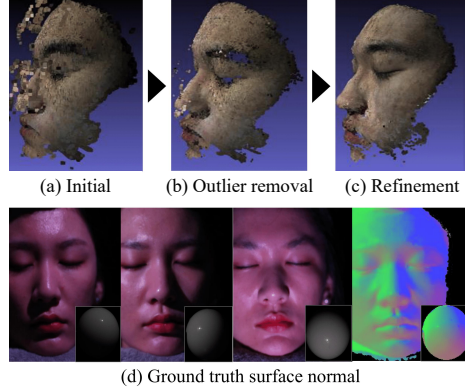 (a) Initial
(b) Outlier removal
(c) Refinement
(d) Ground truth surface normal